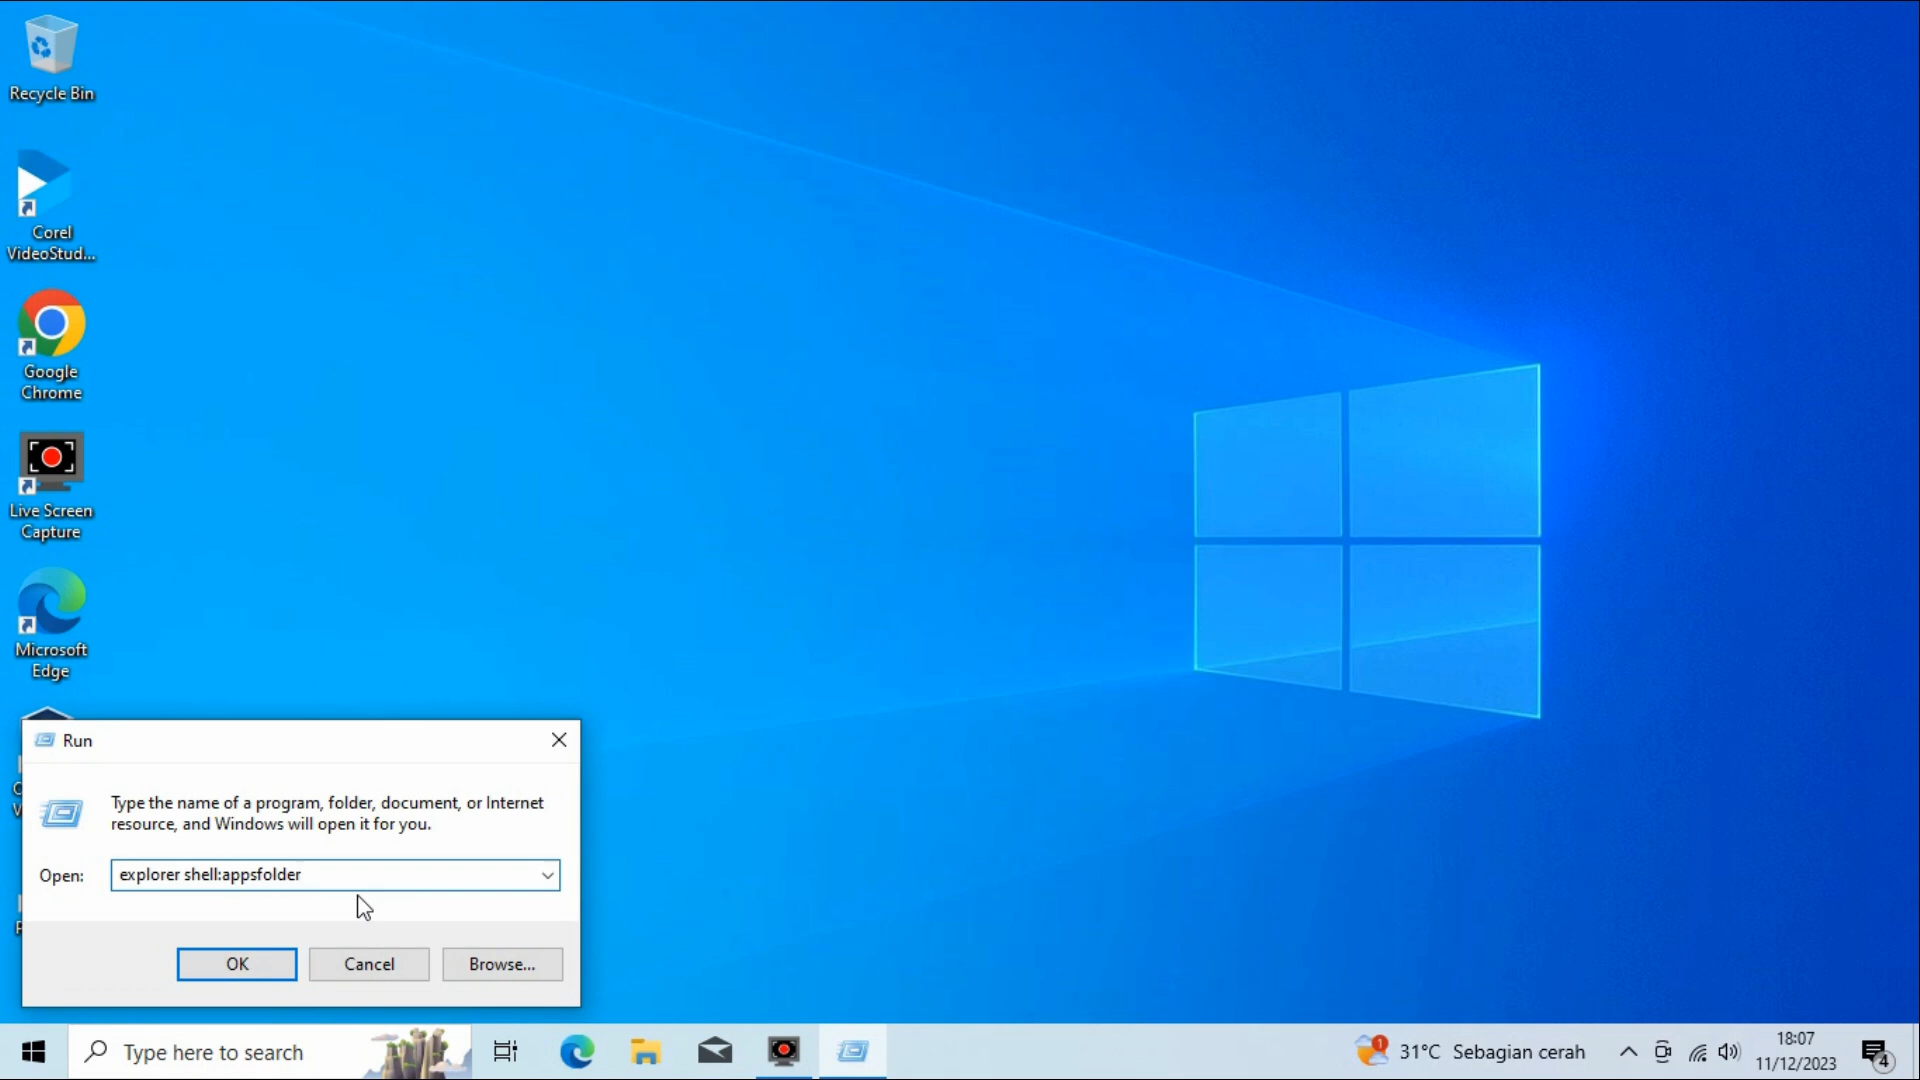 Recycle Bin
Corel
VideoStud...
Google
Chrome
Live Screen
Capture
Microsoft
Edge
Run
Type the name of a program, folder, document, or Internet
resource, and Windows will open it for you.
Open:
explorer shell:appsfolder
OK
Cancel
Browse...
Type here to search
1
31°C Sebagian cerah
18:07
11/12/2023
4